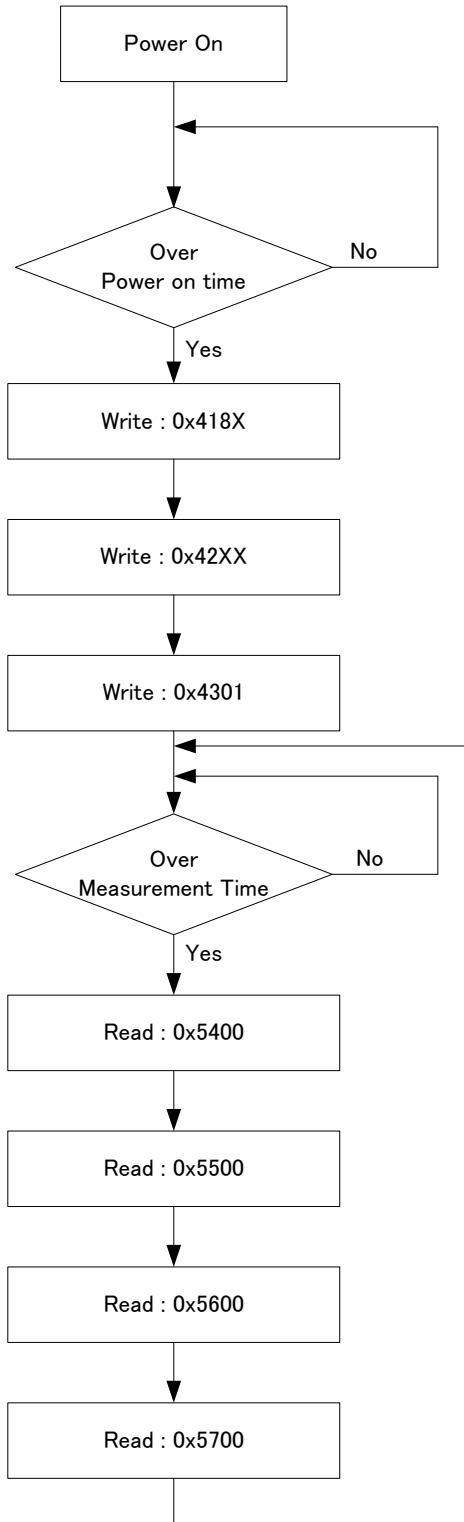 Power On
Over
Power on time
No
Yes
Write : 0x418X
Write : 0x42XX
Write : 0x4301
Over
Measurement Time
No
Yes
Read : 0x5400
Read : 0x5500
Read : 0x5600
Read : 0x5700